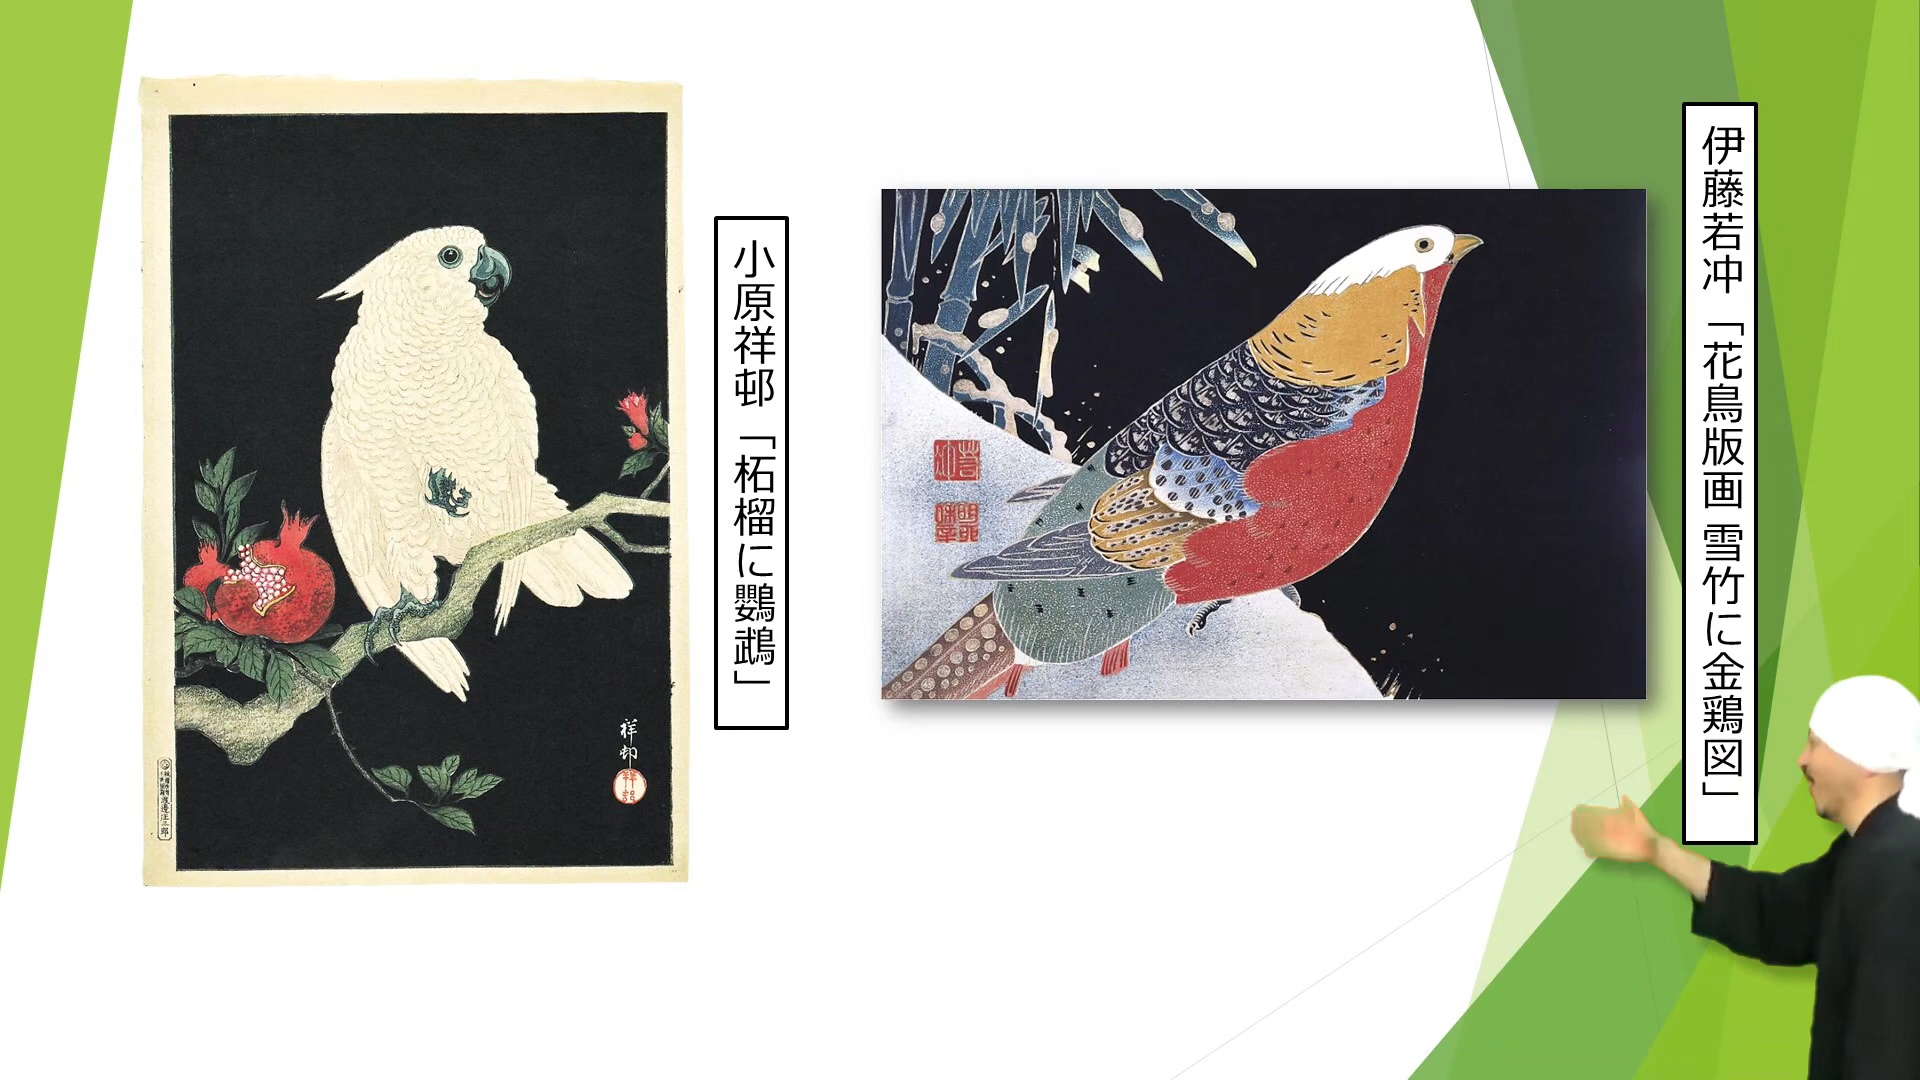 伊藤若冲「花鳥版画 雪竹に金鶏図」
小原祥邨「柘榴に鸚鵡」
祥邨